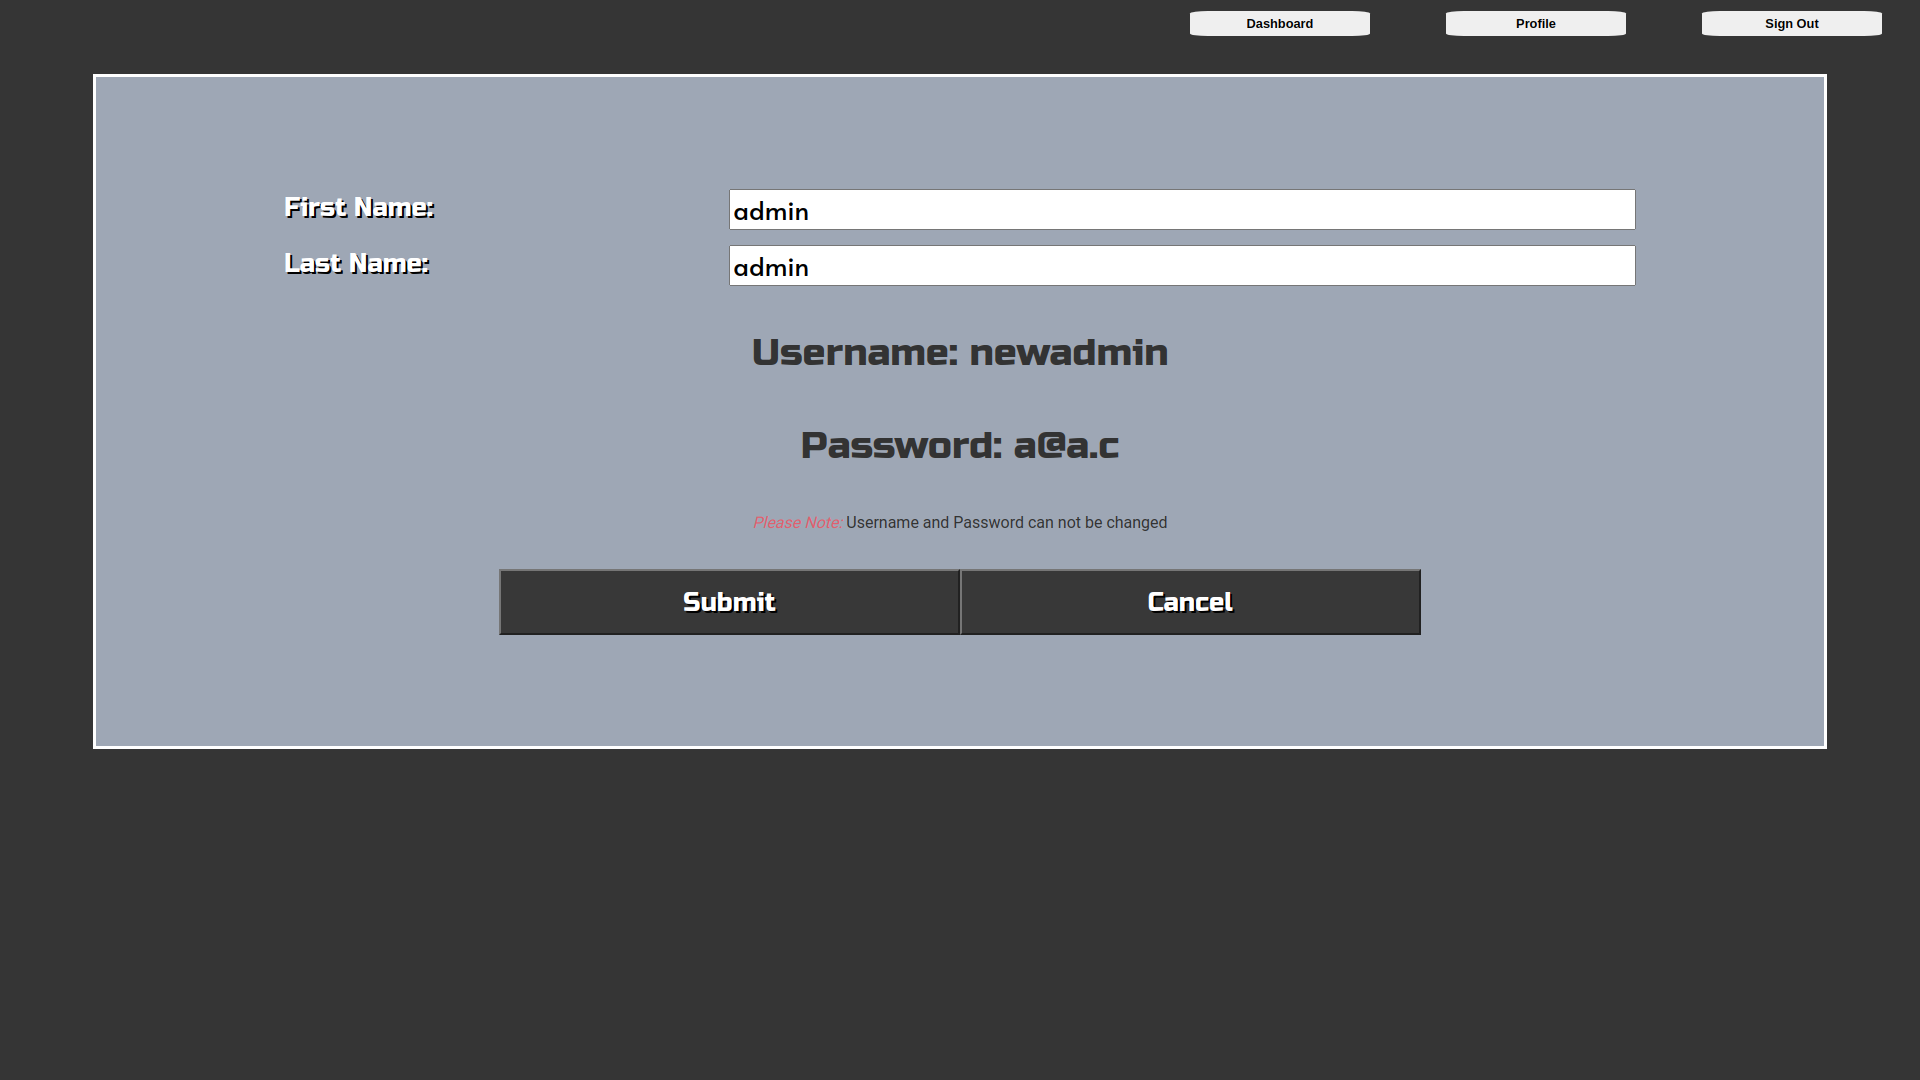 Dashboard Profile Sign Out
First Name: admin
Last Name: admin
Username: newadmin
Password: a@a.c
Please Note: Username and Password can not be changed
Submit Cancel